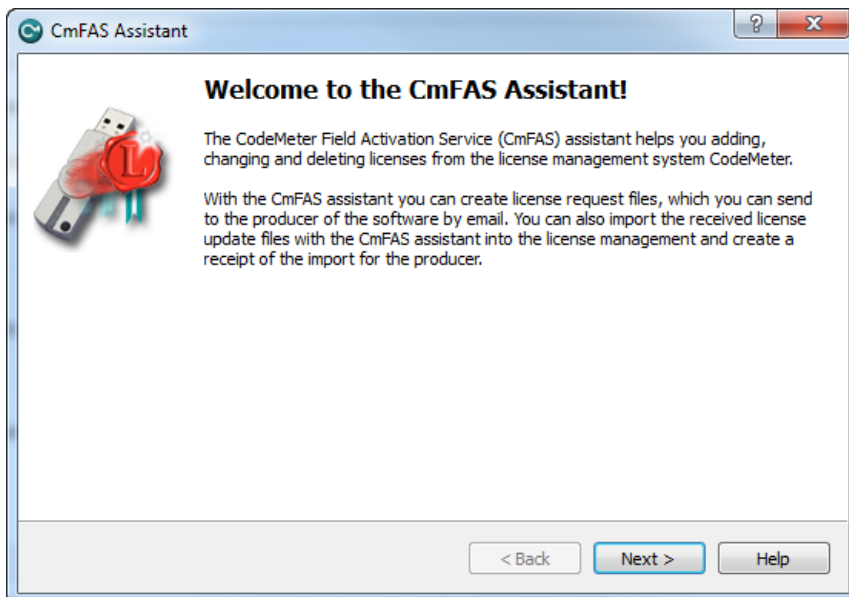 CmFAS Assistant
? X
Welcome to the CmFAS Assistant!
The CodeMeter Field Activation Service (CmFAS) assistant helps you adding,
changing and deleting licenses from the license management system CodeMeter.
With the CmFAS assistant you can create license request files, which you can send
to the producer of the software by email. You can also import the received license
update files with the CmFAS assistant into the license management and create a
receipt of the import for the producer.
L
< Back Next > Help